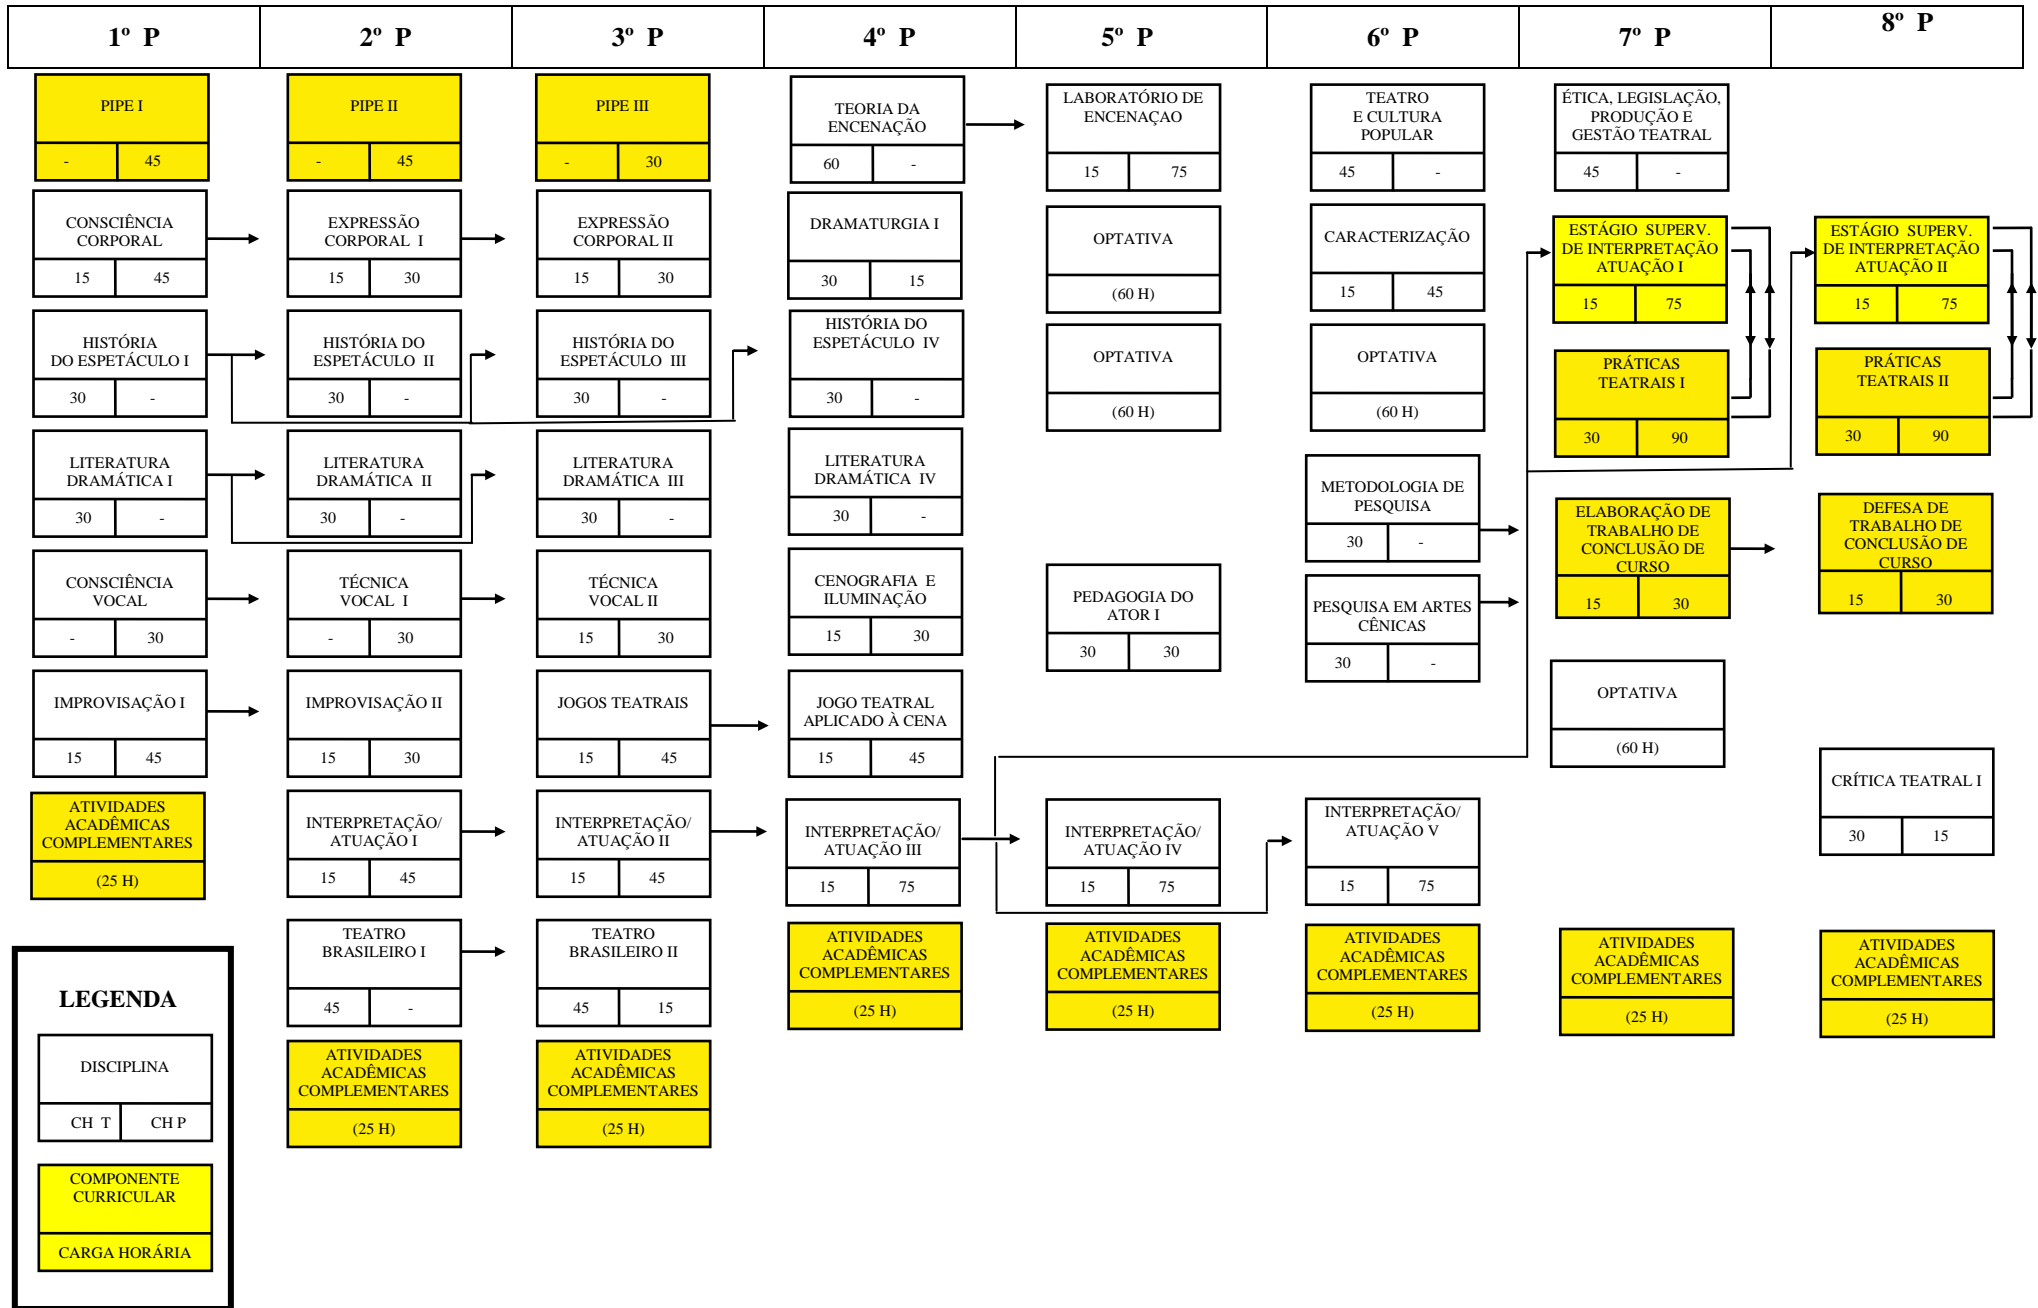 1º P
2º P
3º P
4º P
5º P
6º P
7º P
8º P
PIPE I
- 45
CONSCIÊNCIA
CORPORAL
15 45
HISTÓRIA
DO ESPETÁCULO I
30 -
LITERATURA
DRAMÁTICA I
30 -
CONSCIÊNCIA
VOCAL
- 30
IMPROVISAÇÃO I
15 45
ATIVIDADES
ACADÊMICAS
COMPLEMENTARES
(25 H)
PIPE II
- 45
EXPRESSÃO
CORPORAL I
15 30
HISTÓRIA DO
ESPETÁCULO II
30 -
LITERATURA
DRAMÁTICA II
30 -
TÉCNICA
VOCAL I
- 30
IMPROVISAÇÃO II
15 30
INTERPRETAÇÃO/
ATUAÇÃO I
15 45
TEATRO
BRASILEIRO I
45 -
ATIVIDADES
ACADÊMICAS
COMPLEMENTARES
(25 H)
PIPE III
- 30
EXPRESSÃO
CORPORAL II
15 30
HISTÓRIA DO
ESPETÁCULO III
30 -
LITERATURA
DRAMÁTICA III
30 -
TÉCNICA
VOCAL II
15 30
JOGOS TEATRAIS
15 45
INTERPRETAÇÃO/
ATUAÇÃO II
15 45
TEATRO
BRASILEIRO II
45 15
ATIVIDADES
ACADÊMICAS
COMPLEMENTARES
(25 H)
TEORIA DA
ENCENAÇÃO
60 -
DRAMATURGIA I
30 15
HISTÓRIA DO
ESPETÁCULO IV
30 -
LITERATURA
DRAMÁTICA IV
30 -
CENOGRAFIA E
ILUMINAÇÃO
15 30
JOGO TEATRAL
APLICADO À CENA
15 45
INTERPRETAÇÃO/
ATUAÇÃO III
15 75
ATIVIDADES
ACADÊMICAS
COMPLEMENTARES
(25 H)
LABORATÓRIO DE
ENCENAÇAO
15 75
OPTATIVA
(60 H)
OPTATIVA
(60 H)
PEDAGOGIA DO
ATOR I
30 30
INTERPRETAÇÃO/
ATUAÇÃO IV
15 75
ATIVIDADES
ACADÊMICAS
COMPLEMENTARES
(25 H)
TEATRO
E CULTURA
POPULAR
45 -
CARACTERIZAÇÃO
15 45
OPTATIVA
(60 H)
METODOLOGIA DE
PESQUISA
30 -
PESQUISA EM ARTES
CÊNICAS
30 -
INTERPRETAÇÃO/
ATUAÇÃO V
15 75
ATIVIDADES
ACADÊMICAS
COMPLEMENTARES
(25 H)
ÉTICA, LEGISLAÇÃO,
PRODUÇÃO E
GESTÃO TEATRAL
45 -
ESTÁGIO SUPERV.
DE INTERPRETAÇÃO
ATUAÇÃO I
15 75
PRÁTICAS
TEATRAIS I
30 90
ELABORAÇÃO DE
TRABALHO DE
CONCLUSÃO DE
CURSO
15 30
OPTATIVA
(60 H)
ATIVIDADES
ACADÊMICAS
COMPLEMENTARES
(25 H)
ESTÁGIO SUPERV.
DE INTERPRETAÇÃO
ATUAÇÃO II
15 75
PRÁTICAS
TEATRAIS II
30 90
DEFESA DE
TRABALHO DE
CONCLUSÃO DE
CURSO
15 30
CRÍTICA TEATRAL I
30 15
ATIVIDADES
ACADÊMICAS
COMPLEMENTARES
(25 H)
LEGENDA
DISCIPLINA
CH T CH P
COMPONENTE
CURRICULAR
CARGA HORÁRIA